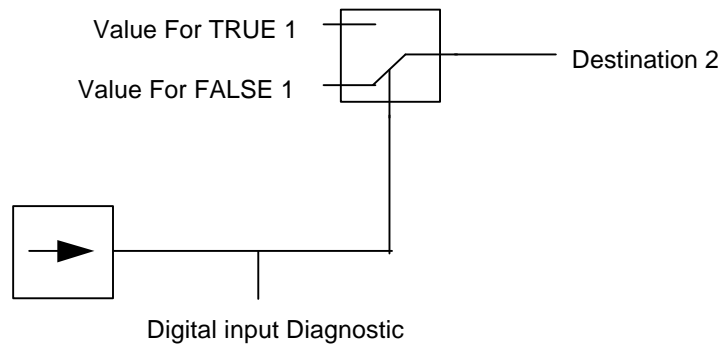 Value For TRUE 1
Destination 2
Value For FALSE 1
Digital input Diagnostic